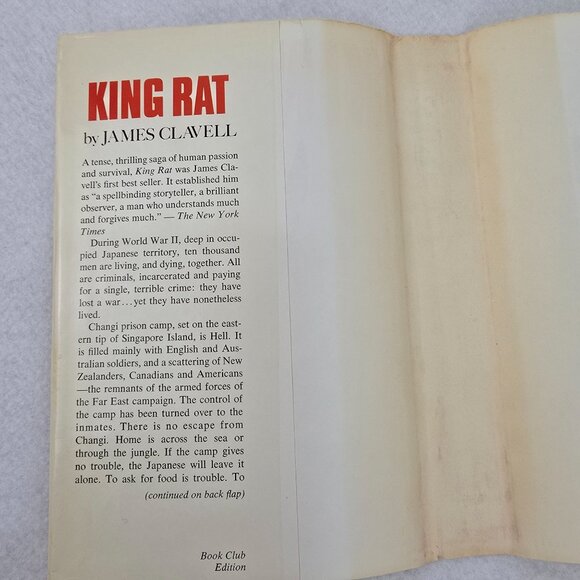 KING RAT
by JAMES CLAVELL
A tense, thrilling saga of human passion
and survival, King Rat was James Cla-
vell's first best seller. It established him
as "a spellbinding storyteller, a brilliant
observer, a man who understands much
and forgives much." — The New York
Times
During World War II, deep in occu-
pied Japanese territory, ten thousand
men are living, and dying, together. All
are criminals, incarcerated and paying
for a single, terrible crime: they have
lost a war...yet they have nonetheless
lived.
Changi prison camp, set on the east-
ern tip of Singapore Island, is Hell. It
is filled mainly with English and Aus-
tralian soldiers, and a scattering of New
Zealanders, Canadians and Americans
—the remnants of the armed forces of
the Far East campaign. The control of
the camp has been turned over to the
inmates. There is no escape from
Changi. Home is across the sea or
through the jungle. If the camp gives
no trouble, the Japanese will leave it
alone. To ask for food is trouble. To
(continued on back flap)
Book Club
Edition